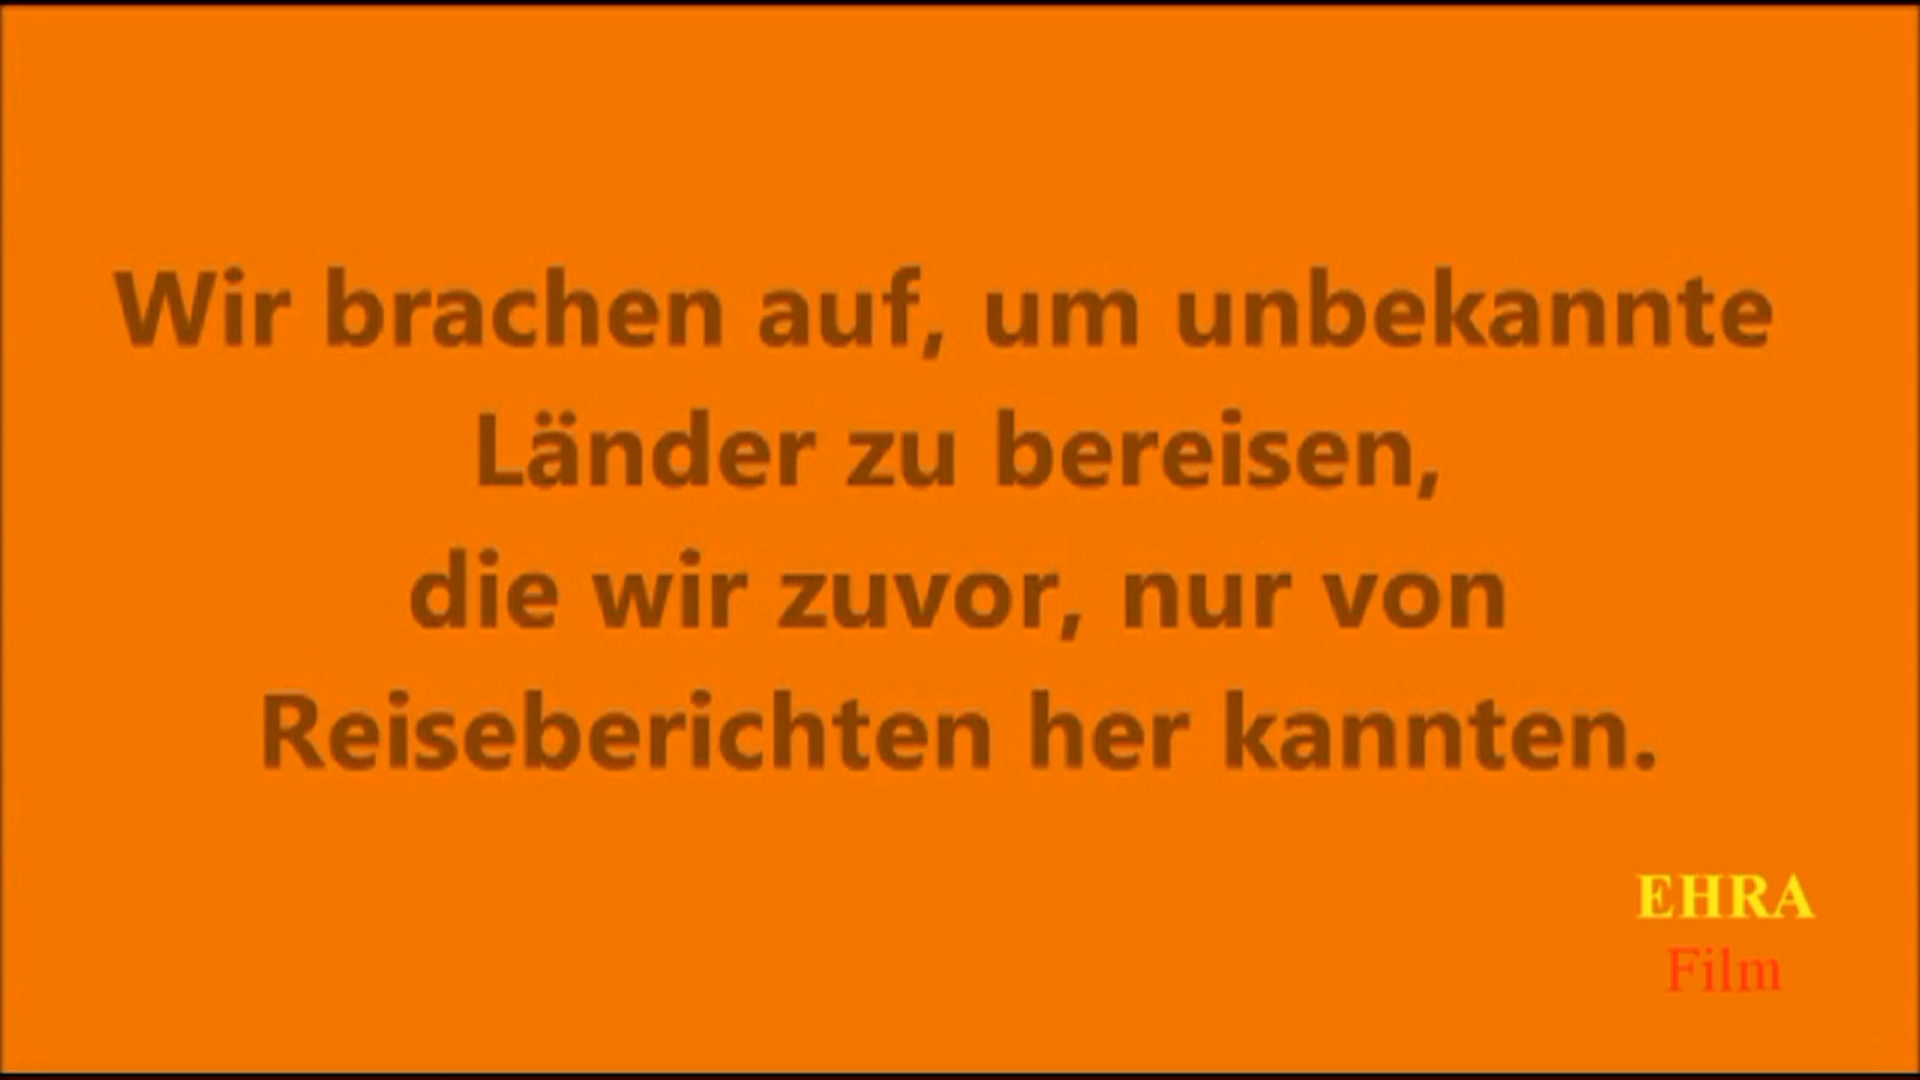 Wir brachen auf, um unbekannte
Länder zu bereisen,
die wir zuvor, nur von
Reiseberichten her kannten.
EHRA
Film